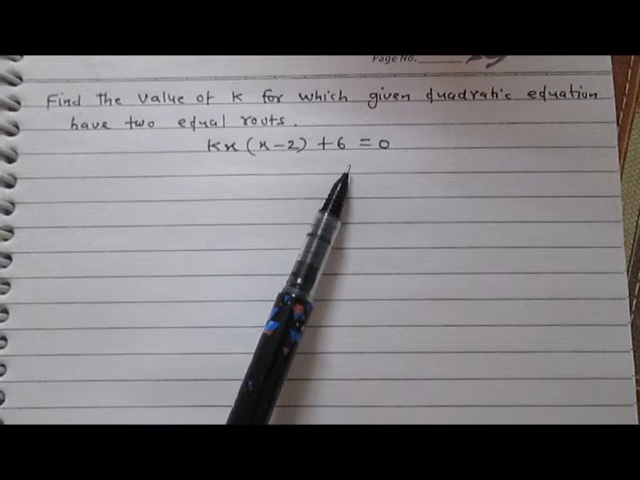 Page No.
Find the value of K for which given quadratic equation
have two equal roots.
Kx (x-2) +6 = 0